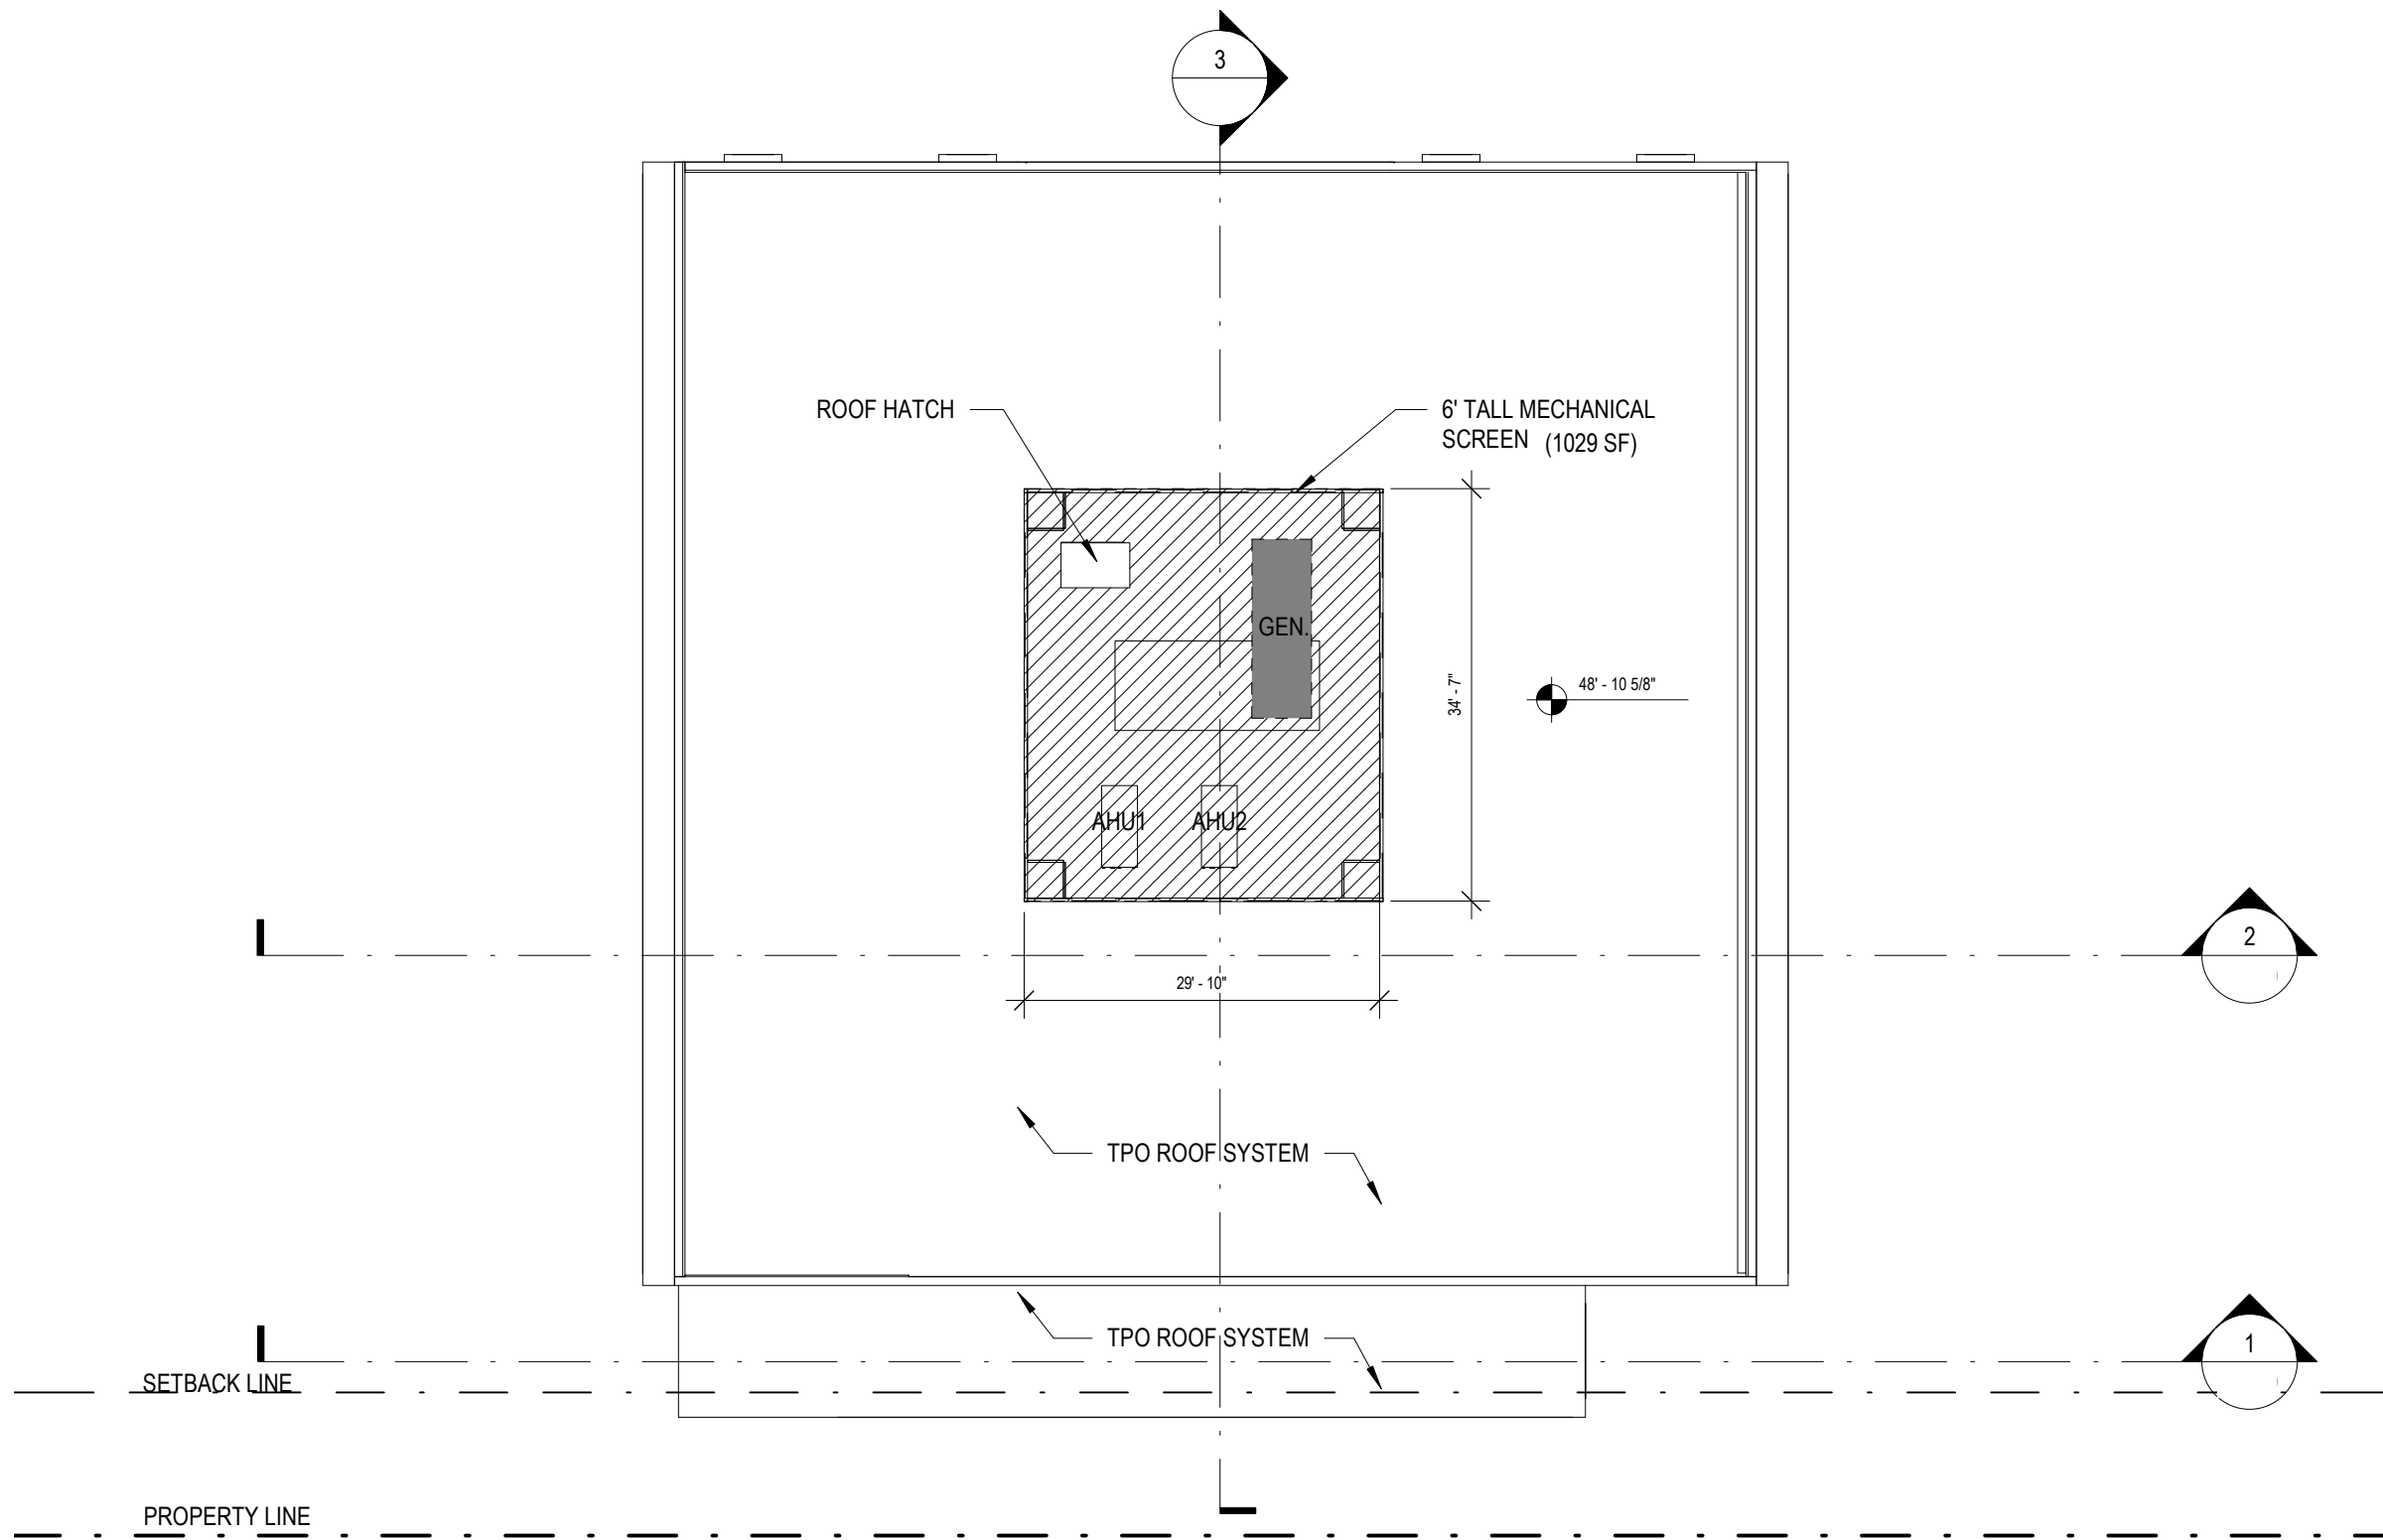 3
ROOF HATCH
6' TALL MECHANICAL
SCREEN (1029 SF)
GEN.
34' - 7"
48' - 10 5/8"
AHU1
AHU2
2
29' - 10"
TPO ROOF SYSTEM
TPO ROOF SYSTEM
1
SETBACK LINE
PROPERTY LINE